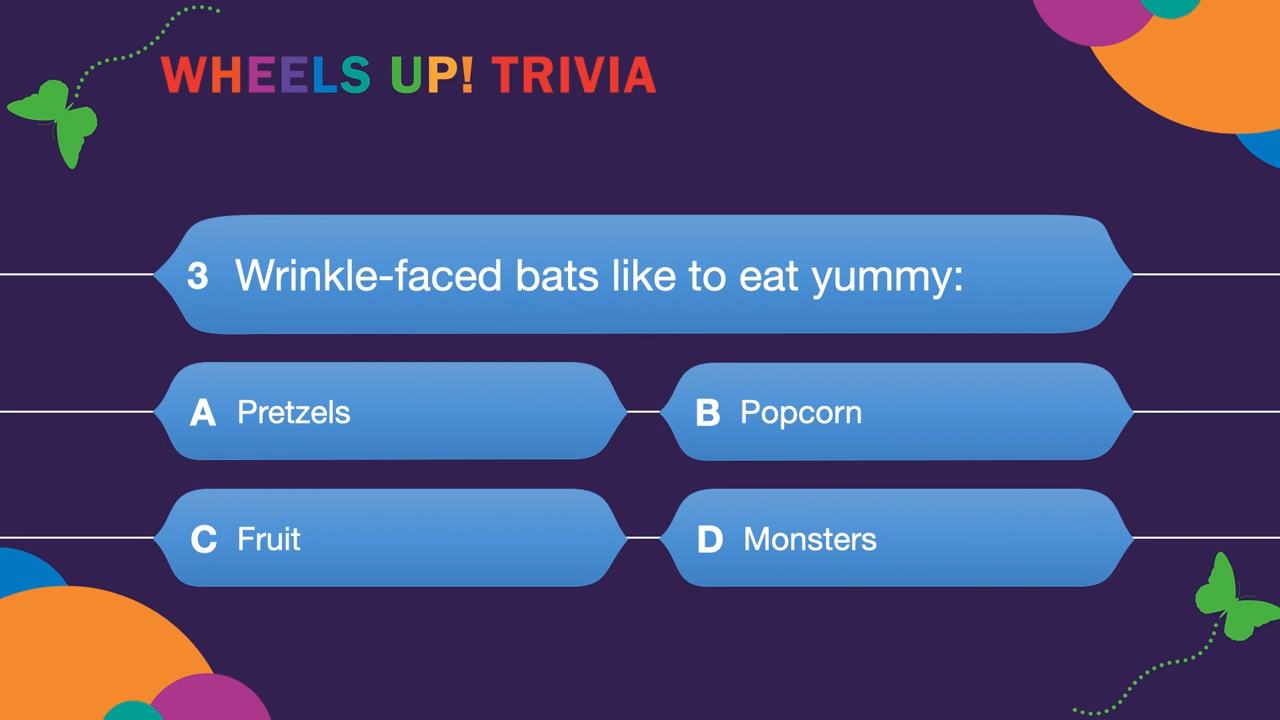 WHEELS UP! TRIVIA
3 Wrinkle-faced bats like to eat yummy:
A Pretzels
B Popcorn
C Fruit
D Monsters